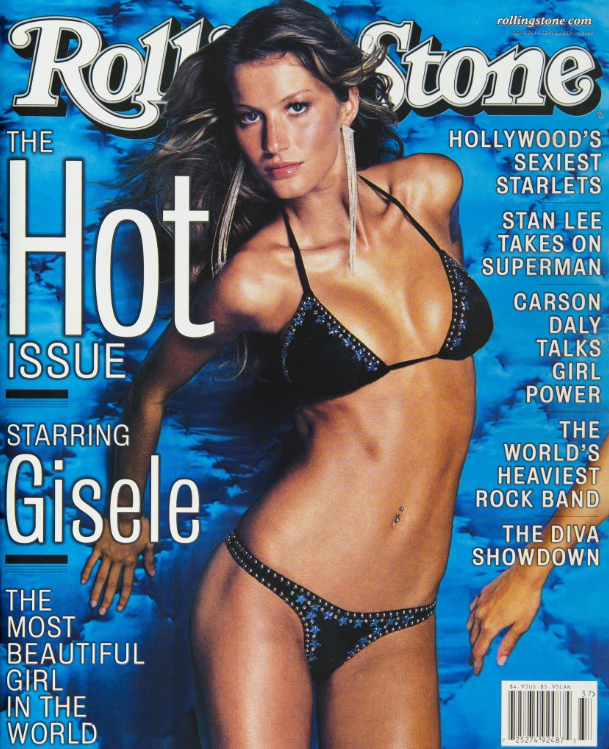 rollingstone.com
Rolling Stone
THE
Hot
ISSUE
STARRING
Gisele
THE
MOST
BEAUTIFUL
GIRL
IN THE
WORLD
HOLLYWOOD'S
SEXIEST
STARLETS
STAN LEE
TAKES ON
SUPERMAN
CARSON
DALY
TALKS
GIRL
POWER
THE
WORLD'S
HEAVIEST
ROCK BAND
THE DIVA
SHOWDOWN
$4.95US $5.95CAN
37>